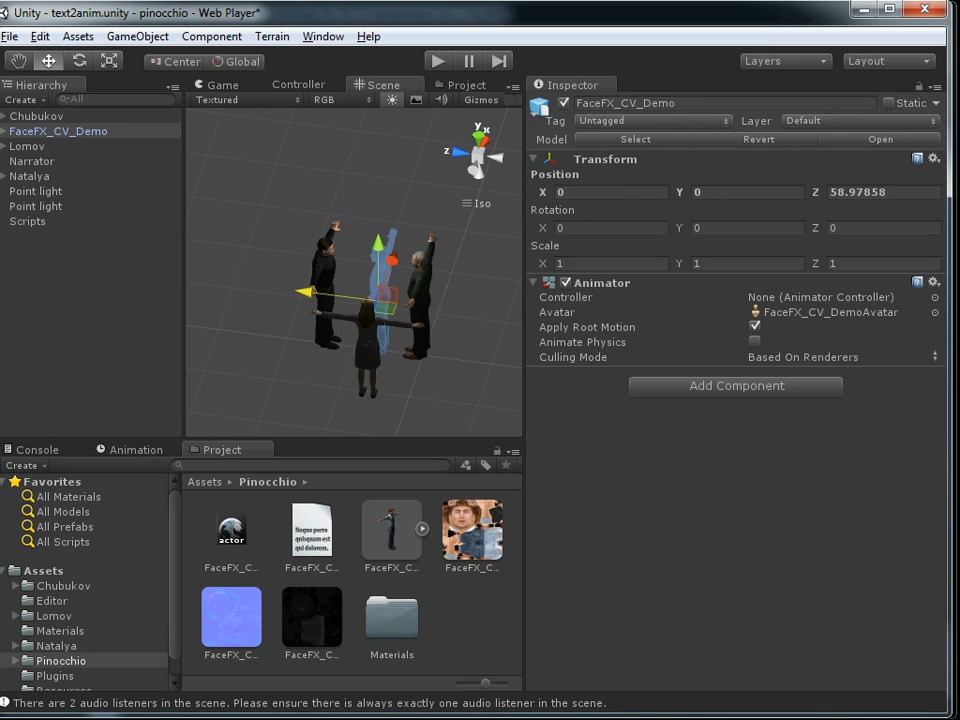 Unity - text2anim.unity - pinocchio - Web Player*
File Edit Assets GameObject Component Terrain Window Help
Center Global Layers Layout
Hierarchy
Create All
Chubukov
FaceFX_CV_Demo
Lomov
Narrator
Natalya
Point light
Point light
Scripts
Game Controller Scene Project
Textured RGB Gizmos
y x
z
Iso
Inspector
FaceFX_CV_Demo Static
Tag Untagged Layer Default
Model Select Revert Open
Transform
Position
X 0 Y 0 Z 58.97858
Rotation
X 0 Y 0 Z 0
Scale
X 1 Y 1 Z 1
Animator
Controller None (Animator Controller)
Avatar FaceFX_CV_DemoAvatar
Apply Root Motion
Animate Physics
Culling Mode Based On Renderers
Add Component
Console Animation Project
Create
Favorites
All Materials
All Models
All Prefabs
All Scripts
Assets
Chubukov
Editor
Lomov
Materials
Natalya
Pinocchio
Plugins
Resources
Assets Pinocchio
actor
Neque porro
quisquam est
qui dolorem.
FaceFX_C... FaceFX_C... FaceFX_C... FaceFX_C...
FaceFX_C... FaceFX_C... Materials
There are 2 audio listeners in the scene. Please ensure there is always exactly one audio listener in the scene.